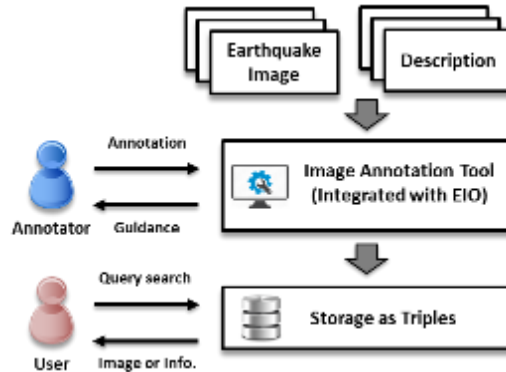 Earthquake
Image
Description
Annotation
Image Annotation Tool
(Integrated with EIO)
Annotator
Guidance
Query search
Storage as Triples
User
Image or Info.